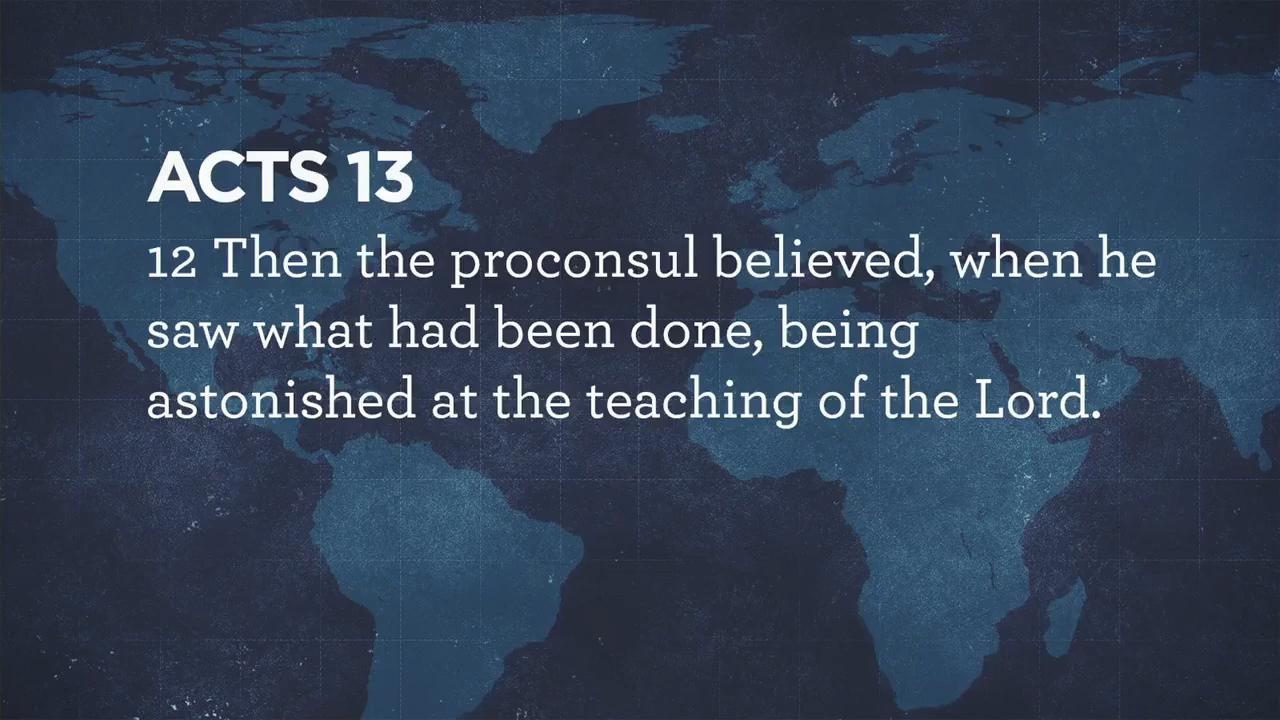 ACTS 13
12 Then the proconsul believed, when he
saw what had been done, being
astonished at the teaching of the Lord.